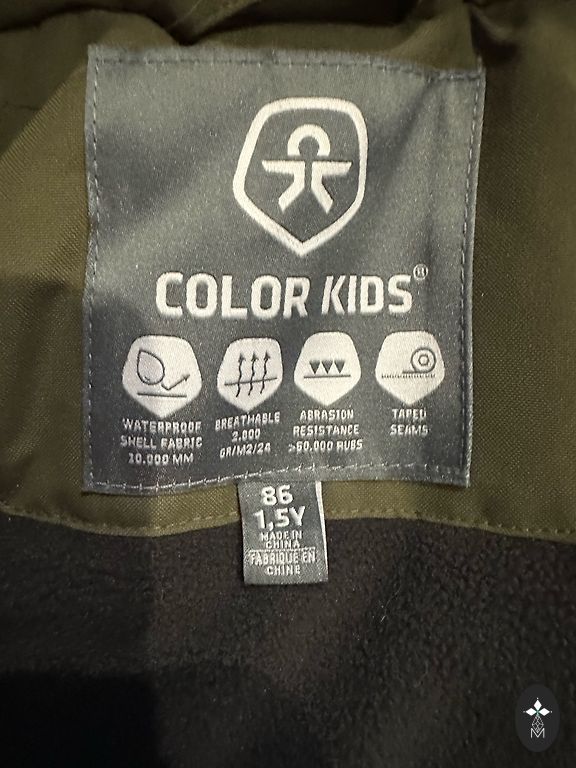 COLOR KIDS®
WATERPROOF
SHELL FABRIC
10.000 MM
BREATHABLE
2.000
GR/M2/24
ABRASION
RESISTANCE
>50.000 RUBS
TAPED
SEAMS
86
1,5Y
MADE IN
CHINA
FABRIQUE EN
CHINE
M